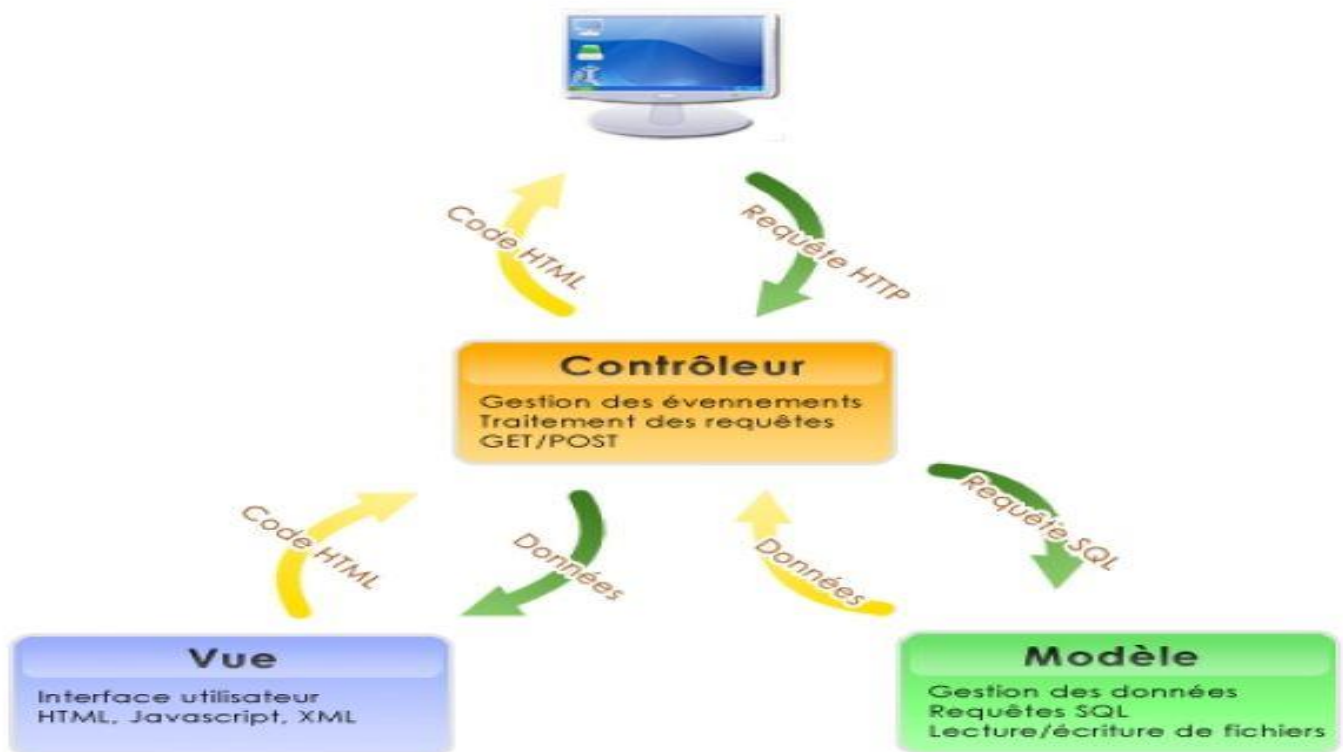 Code HTML
Requête HTTP
Contrôleur
Gestion des évennements
Traitement des requêtes
GET/POST
Code HTML
Données
Données
Requête SQL
Vue
Interface utilisateur
HTML, Javascript, XML
Modèle
Gestion des données
Requêtes SQL
Lecture/écriture de fichiers